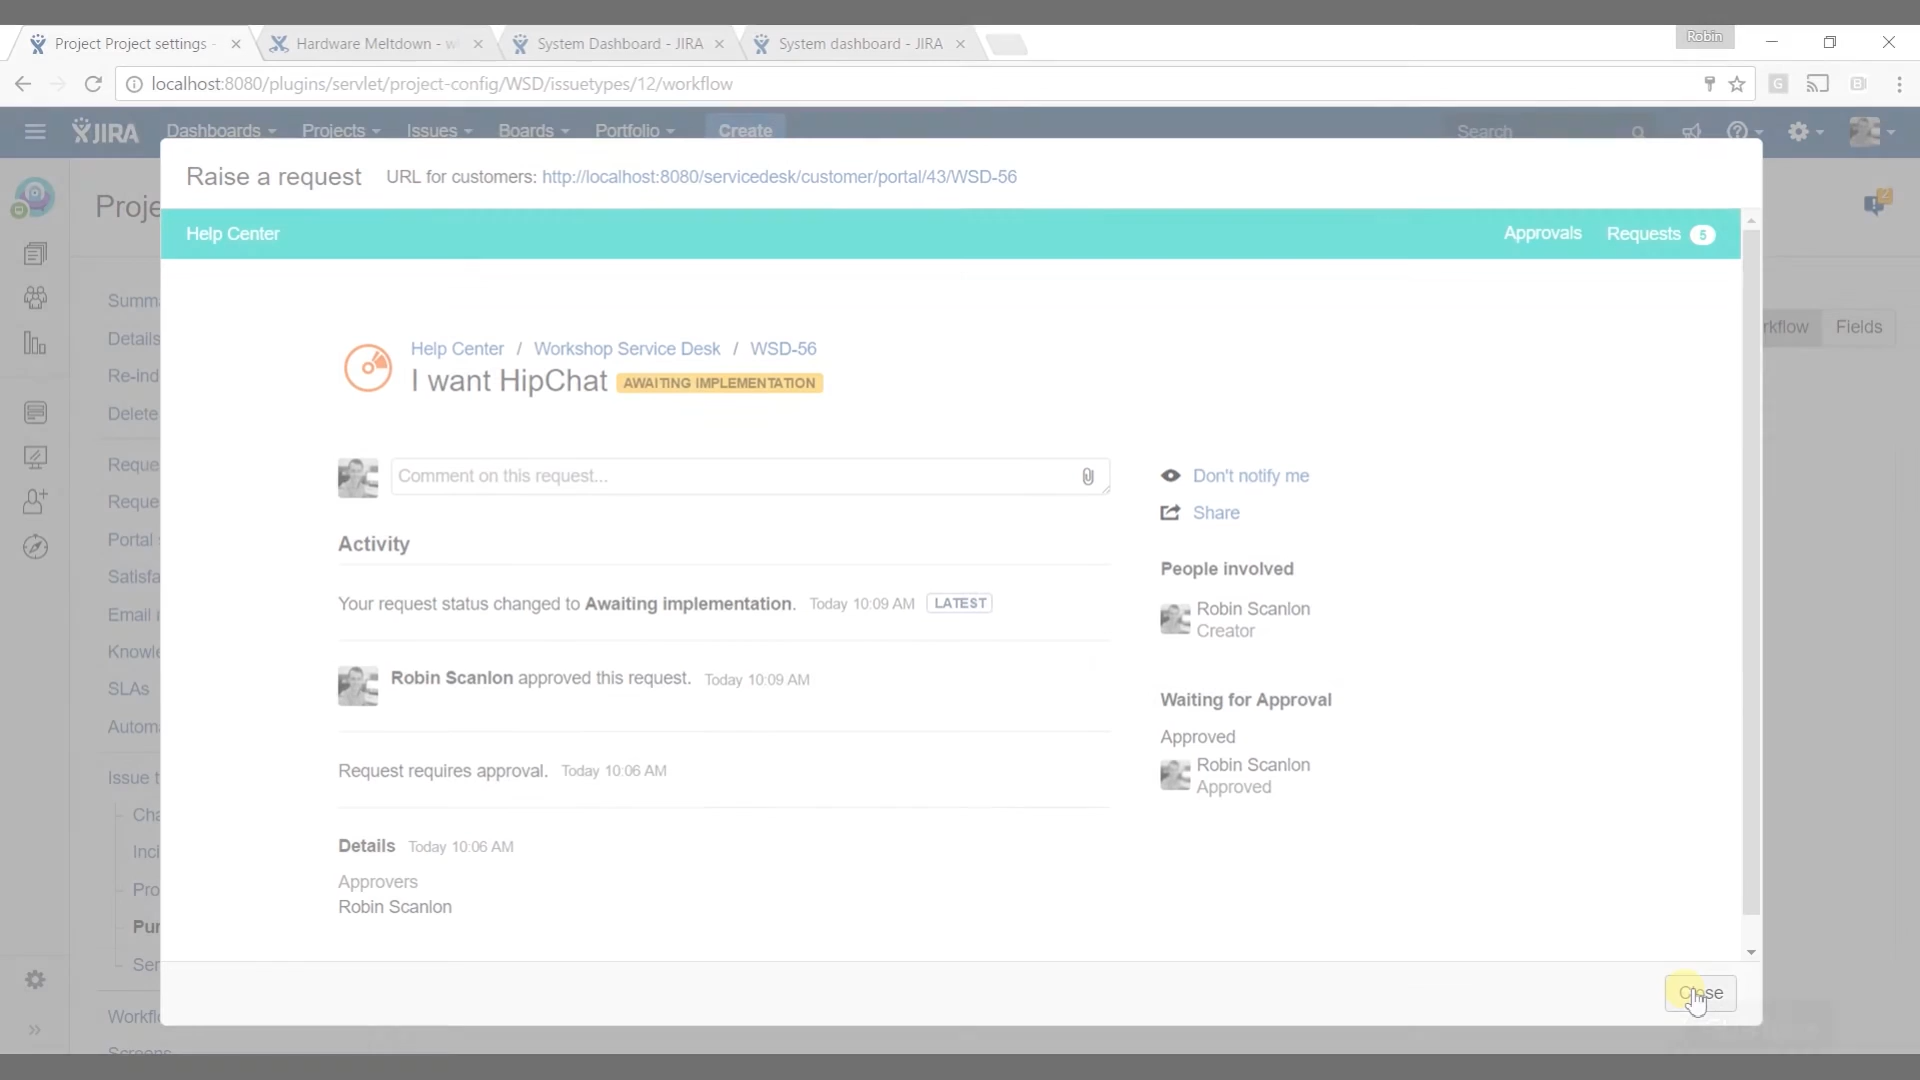 Project Project settings -
Hardware Meltdown - w
System Dashboard - JIRA
System dashboard - JIRA
Robin
localhost:8080/plugins/servlet/project-config/WSD/issuetypes/12/workflow
JIRA
Dashboards
Projects
Issues
Boards
Portfolio
Create
Search
Raise a request
URL for customers: http://localhost:8080/servicedesk/customer/portal/43/WSD-56
Proje
Help Center
Approvals
Requests 5
Summ
Details
Re-ind
Delete
rkflow
Fields
Help Center / Workshop Service Desk / WSD-56
I want HipChat AWAITING IMPLEMENTATION
Reque
Reque
Portal
Satisfa
Email
Knowle
SLAs
Automa
Comment on this request...
Don't notify me
Share
Activity
Your request status changed to Awaiting implementation. Today 10:09 AM LATEST
Robin Scanlon approved this request. Today 10:09 AM
Request requires approval. Today 10:06 AM
Details Today 10:06 AM
Approvers
Robin Scanlon
People involved
Robin Scanlon
Creator
Waiting for Approval
Approved
Robin Scanlon
Approved
Issue t
Cha
Inci
Pro
Pur
Ser
Workfl
Screens
Close